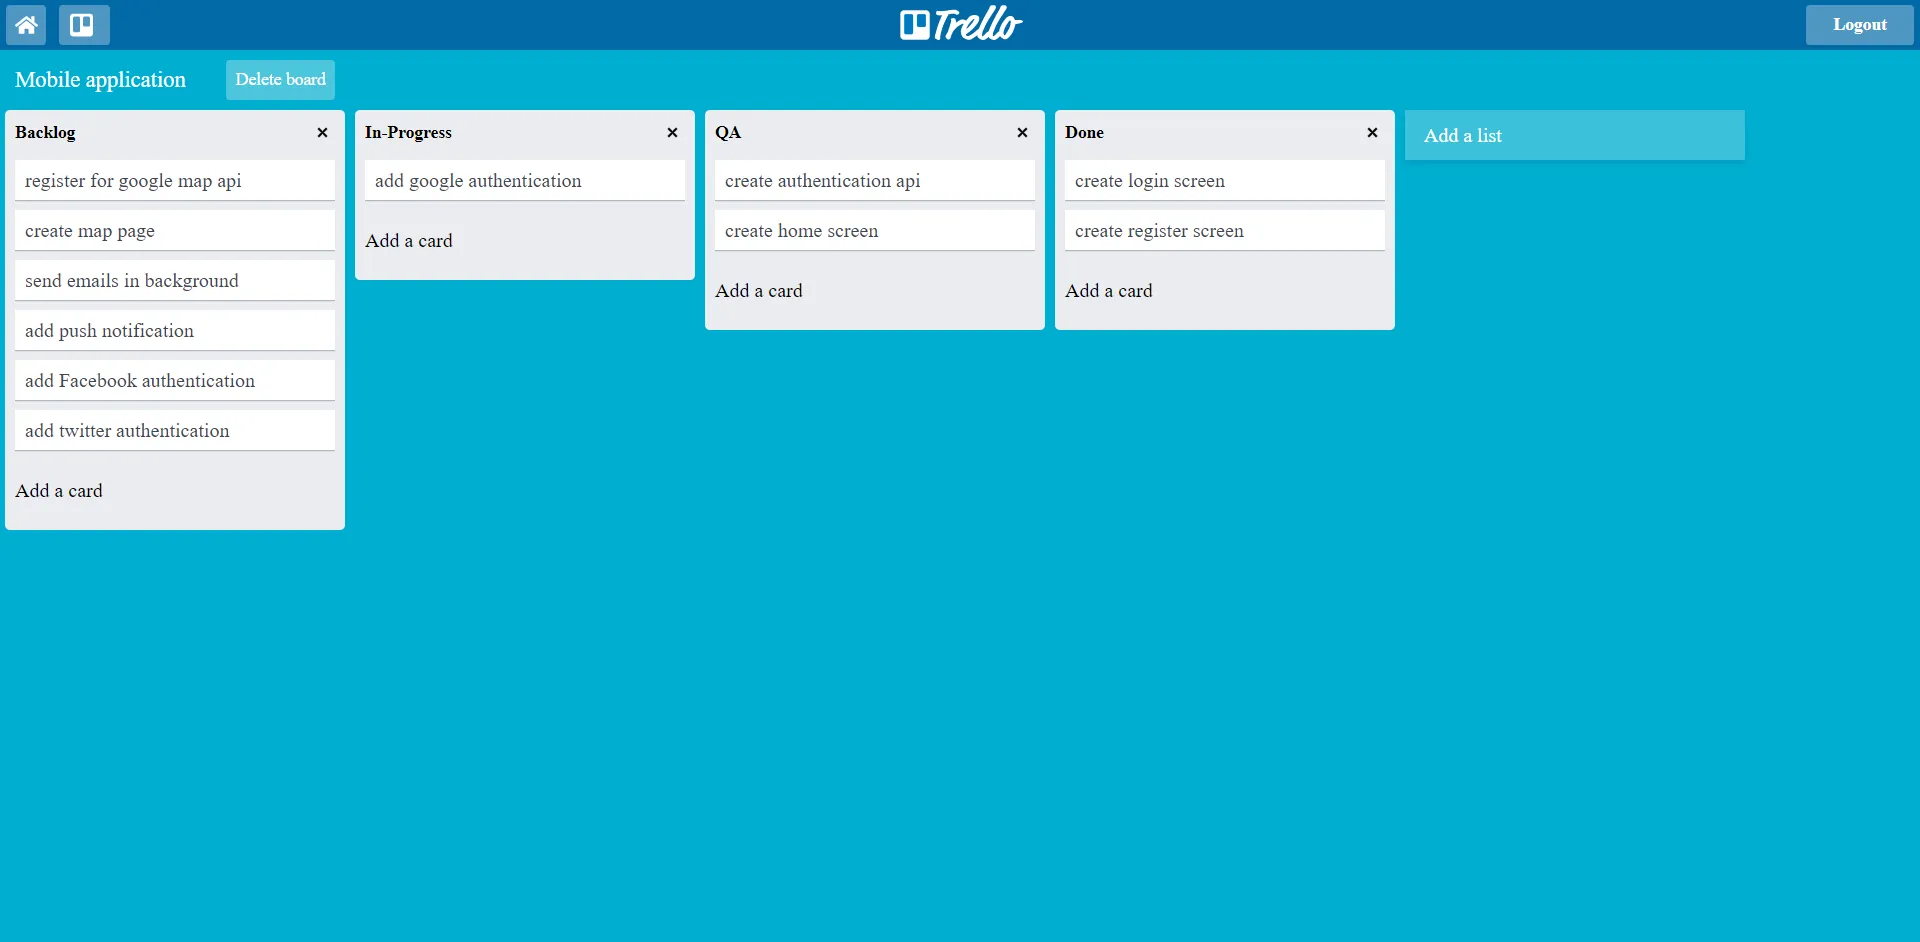 Trello
Logout
Mobile application
Delete board
Backlog
register for google map api
create map page
send emails in background
add push notification
add Facebook authentication
add twitter authentication
Add a card
In-Progress
add google authentication
Add a card
QA
create authentication api
create home screen
Add a card
Done
create login screen
create register screen
Add a card
Add a list